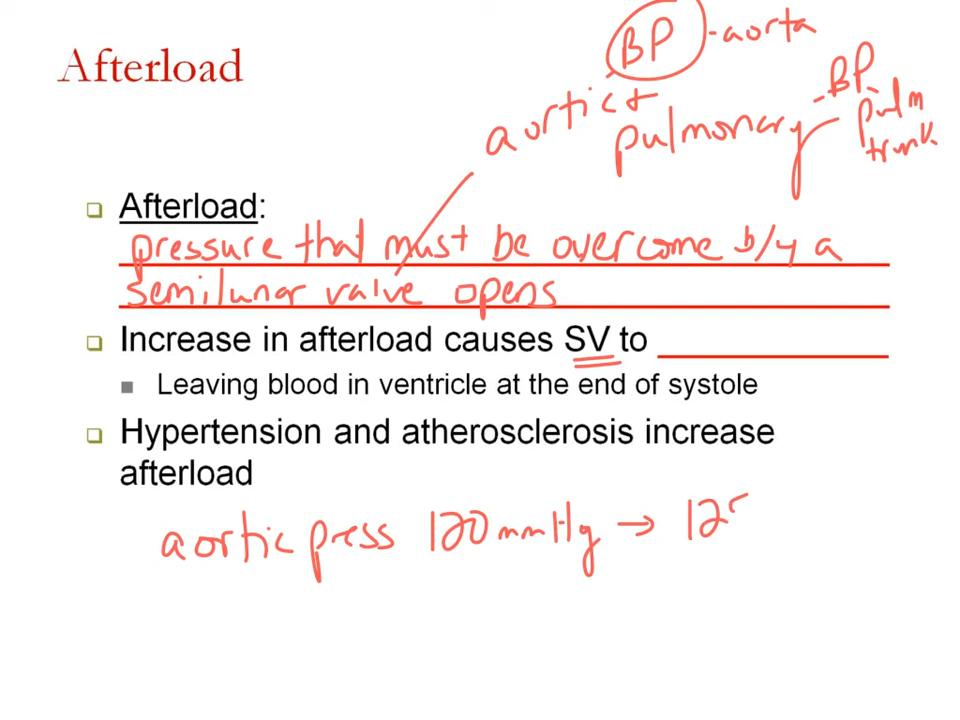 BP - aorta
Afterload
aortic +
pulmonary
- BP
pulm
trunk
Afterload:
pressure that must be overcome b/4 a
semilunar valve opens
Increase in afterload causes SV to
Leaving blood in ventricle at the end of systole
Hypertension and atherosclerosis increase
afterload
aortic press 120 mmHg →